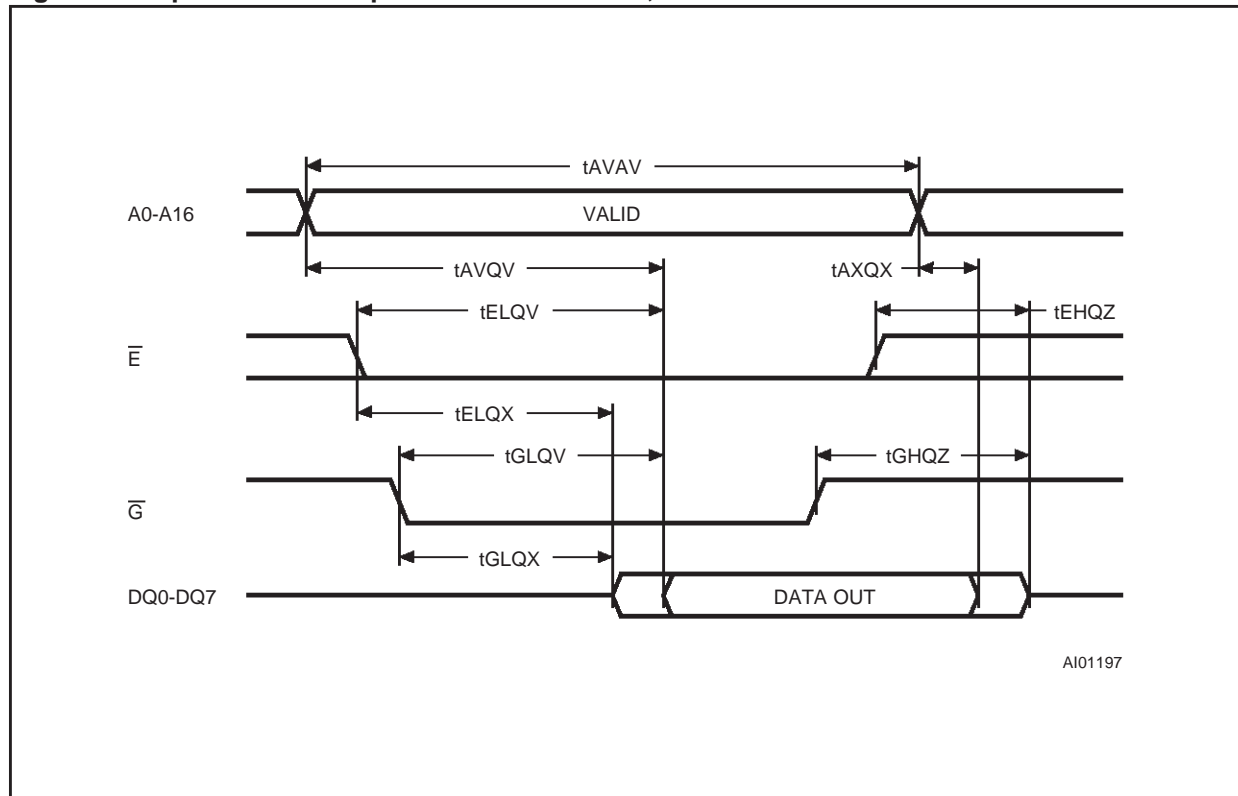 tAVAV
A0-A16
VALID
tAVQV
tAXQX
tELQV
tEHQZ
E
tELQX
tGLQV
tGHQZ
G
tGLQX
DQ0-DQ7
DATA OUT
AI01197